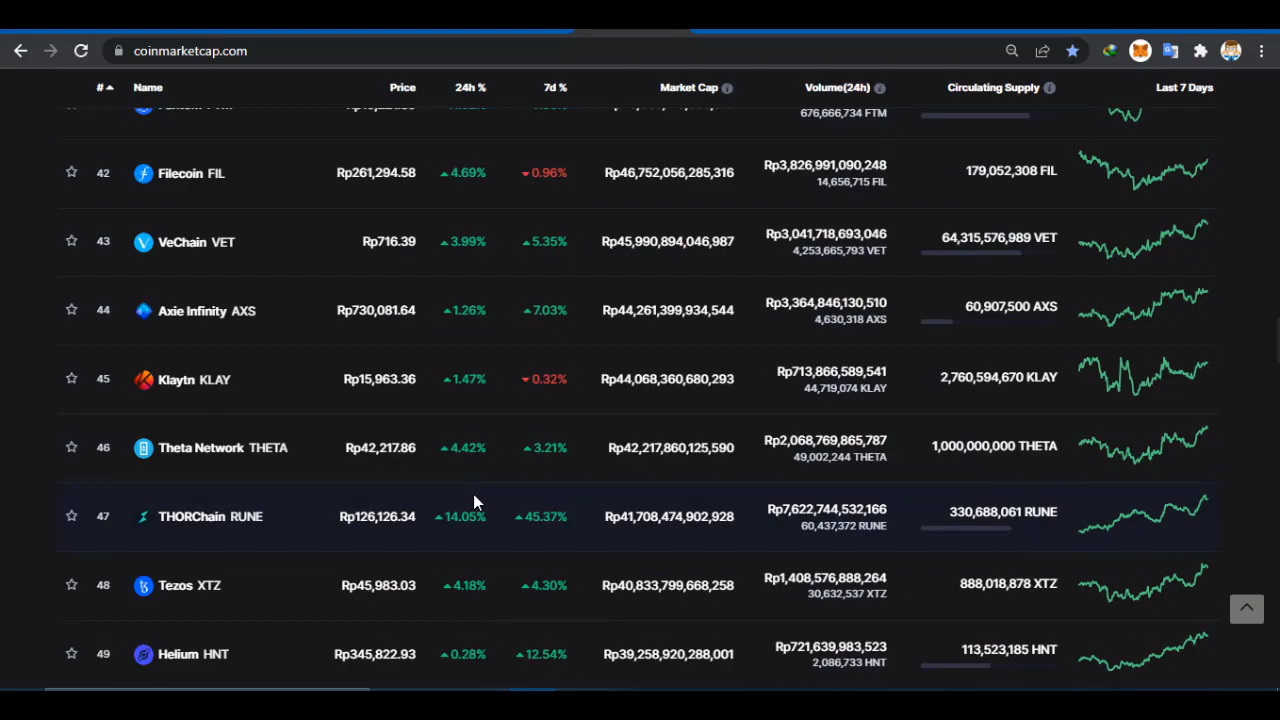 coinmarketcap.com
# Name Price 24h % 7d % Market Cap Volume(24h) Circulating Supply Last 7 Days
676,666,734 FTM
42 Filecoin FIL Rp261,294.58 4.69% 0.96% Rp46,752,056,285,316 Rp3,826,991,090,248 179,052,308 FIL
14,656,715 FIL
43 VeChain VET Rp716.39 3.99% 5.35% Rp45,990,894,046,987 Rp3,041,718,693,046 64,315,576,989 VET
4,253,665,793 VET
44 Axie Infinity AXS Rp730,081.64 1.26% 7.03% Rp44,261,399,934,544 Rp3,364,846,130,510 60,907,500 AXS
4,630,318 AXS
45 Klaytn KLAY Rp15,963.36 1.47% 0.32% Rp44,068,360,680,293 Rp713,866,589,541 2,760,594,670 KLAY
44,719,074 KLAY
46 Theta Network THETA Rp42,217.86 4.42% 3.21% Rp42,217,860,125,590 Rp2,068,769,865,787 1,000,000,000 THETA
49,002,244 THETA
47 THORChain RUNE Rp126,126.34 14.05% 45.37% Rp41,708,474,902,928 Rp7,622,744,532,166 330,688,061 RUNE
60,437,372 RUNE
48 Tezos XTZ Rp45,983.03 4.18% 4.30% Rp40,833,799,668,258 Rp1,408,576,888,264 888,018,878 XTZ
30,632,537 XTZ
49 Helium HNT Rp345,822.93 0.28% 12.54% Rp39,258,920,288,001 Rp721,639,983,523 113,523,185 HNT
2,086,733 HNT